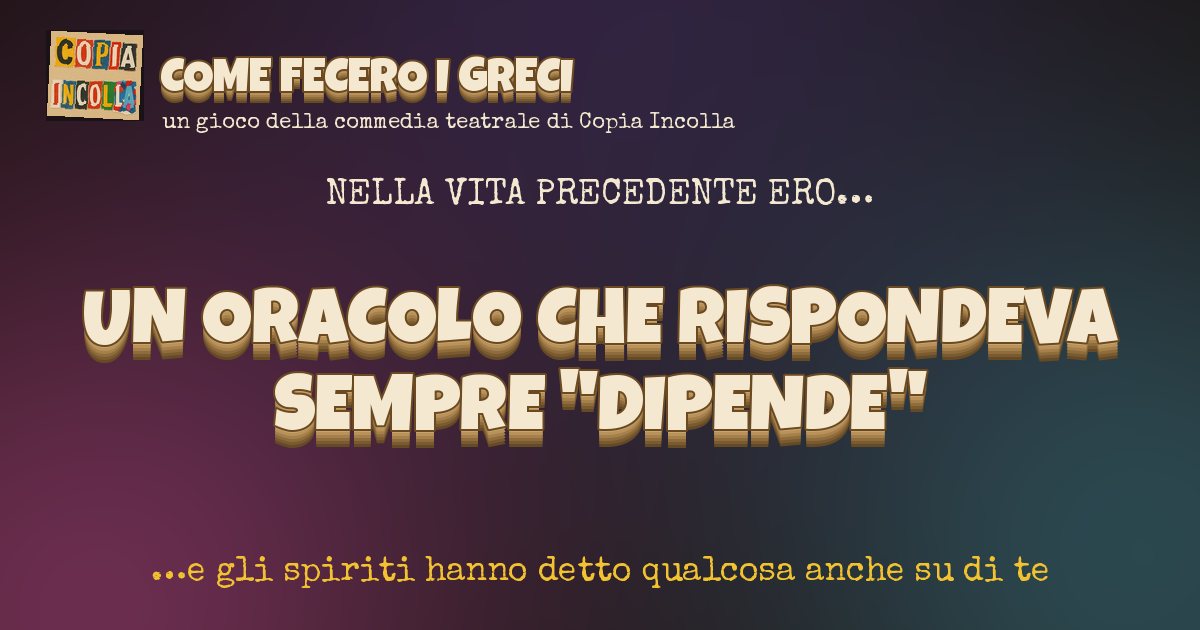 COPIA
INCOLLA
COME FECERO I GRECI
un gioco della commedia teatrale di Copia Incolla
NELLA VITA PRECEDENTE ERO...
UN ORACOLO CHE RISPONDEVA
SEMPRE "DIPENDE"
...e gli spiriti hanno detto qualcosa anche su di te